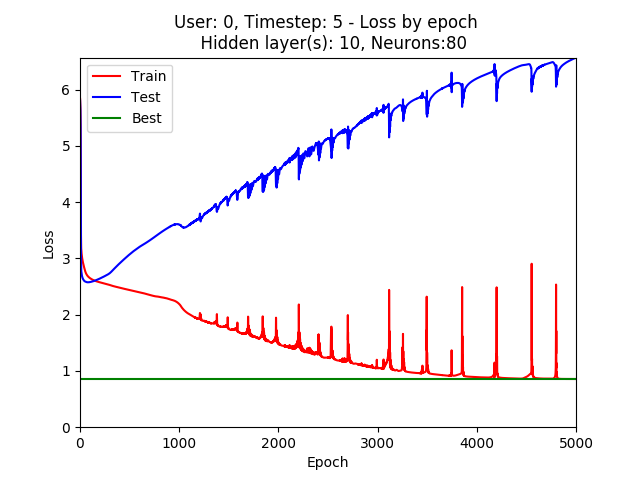 User: 0, Timestep: 5 - Loss by epoch
Hidden layer(s): 10, Neurons:80
Train
Test
Best
6
5
4
3
2
1
0
Loss
0 1000 2000 3000 4000 5000
Epoch